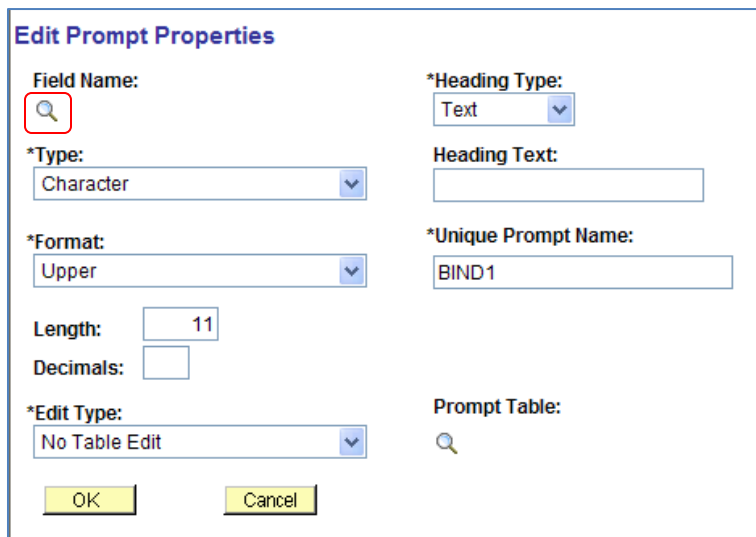 Edit Prompt Properties
Field Name:
*Heading Type:
Text
*Type:
Character
Heading Text:
*Format:
Upper
*Unique Prompt Name:
BIND1
Length: 11
Decimals:
*Edit Type:
No Table Edit
Prompt Table:
OK Cancel